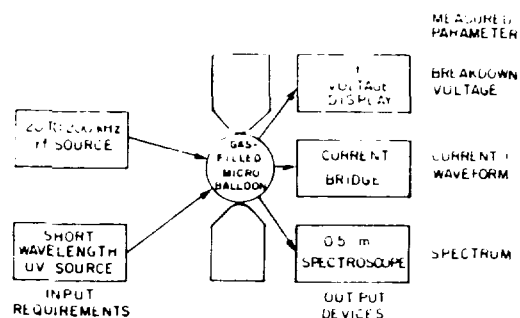 MEASURED
PARAMETER
VOLTAGE
DISPLAY
BREAKDOWN
VOLTAGE
20 TO 200 kHz
rf SOURCE
GAS-
FILLED
MICRO
BALLOON
CURRENT
BRIDGE
CURRENT
WAVEFORM
SHORT
WAVELENGTH
UV SOURCE
0.5 m
SPECTROSCOPE
SPECTRUM
INPUT
REQUIREMENTS
OUTPUT
DEVICES